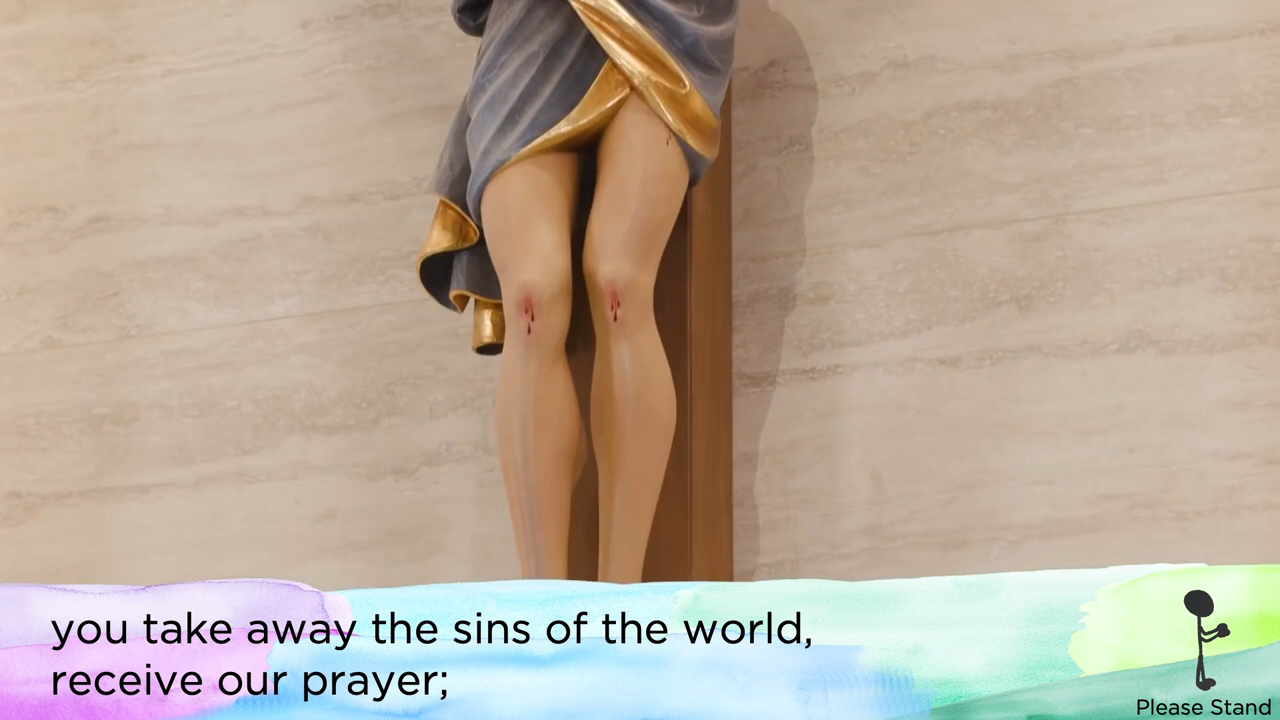 you take away the sins of the world,
receive our prayer;
Please Stand